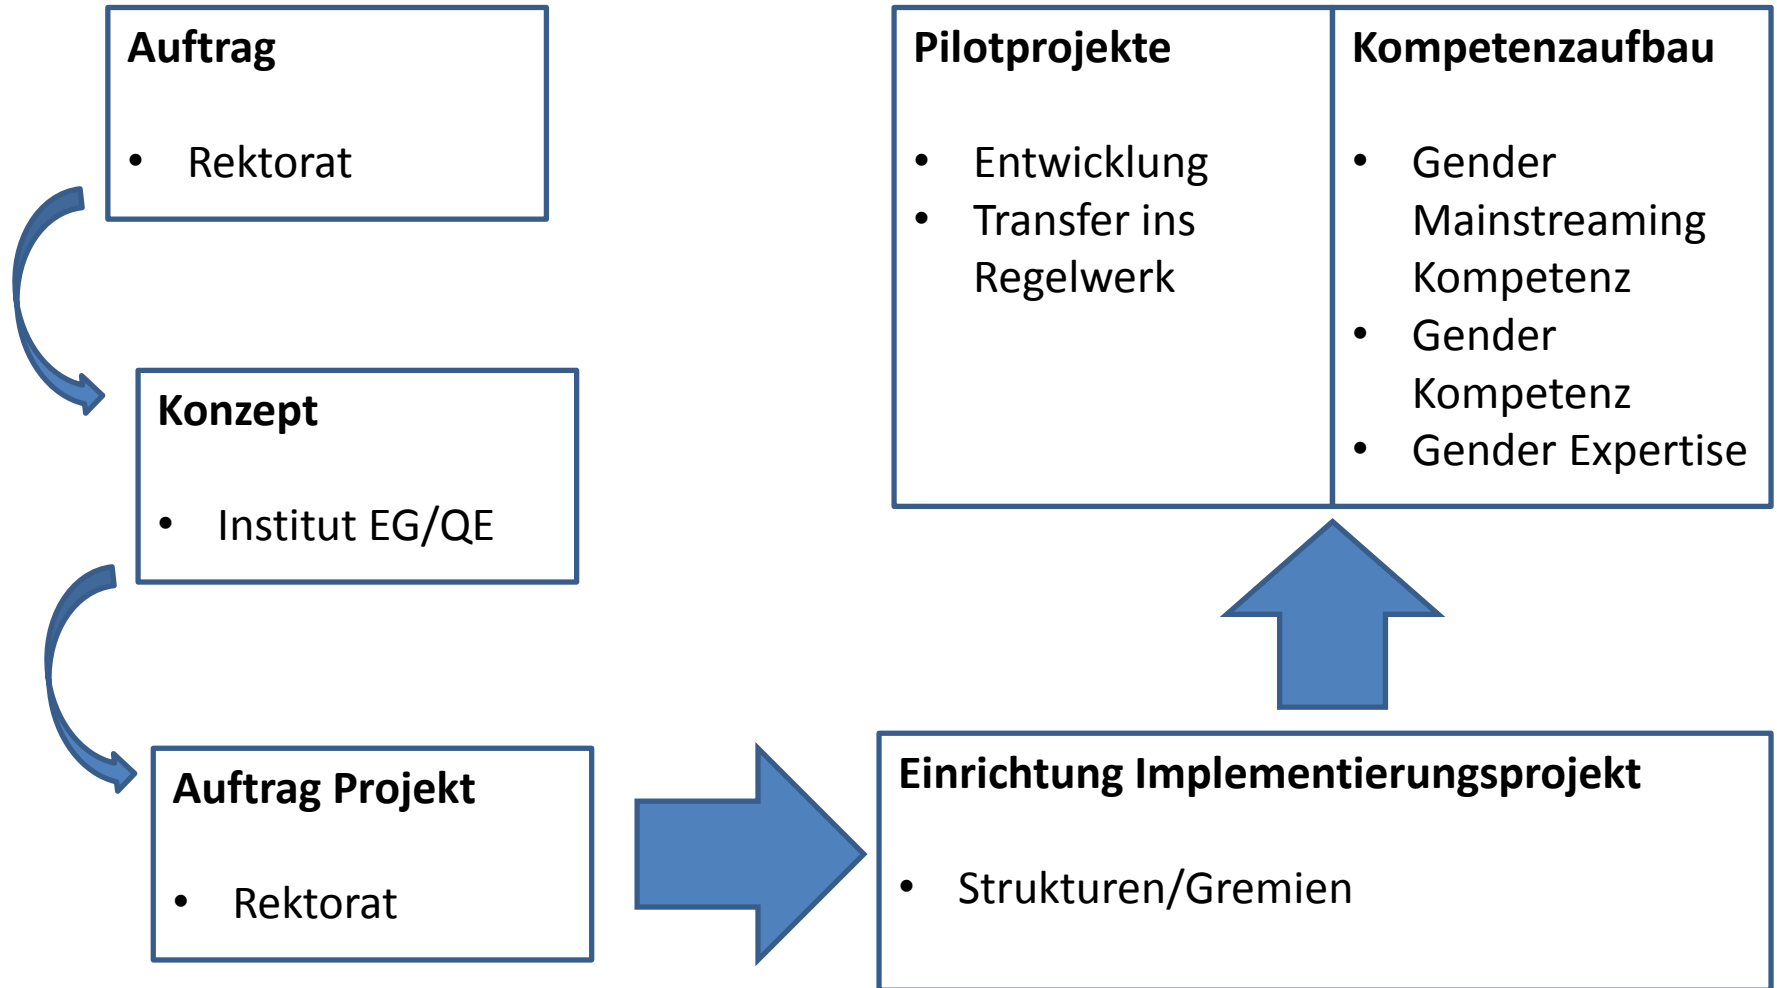 Auftrag
• Rektorat
Konzept
• Institut EG/QE
Auftrag Projekt
• Rektorat
Einrichtung Implementierungsprojekt
• Strukturen/Gremien
Pilotprojekte
• Entwicklung
• Transfer ins
Regelwerk
Kompetenzaufbau
• Gender
Mainstreaming
Kompetenz
• Gender
Kompetenz
• Gender Expertise